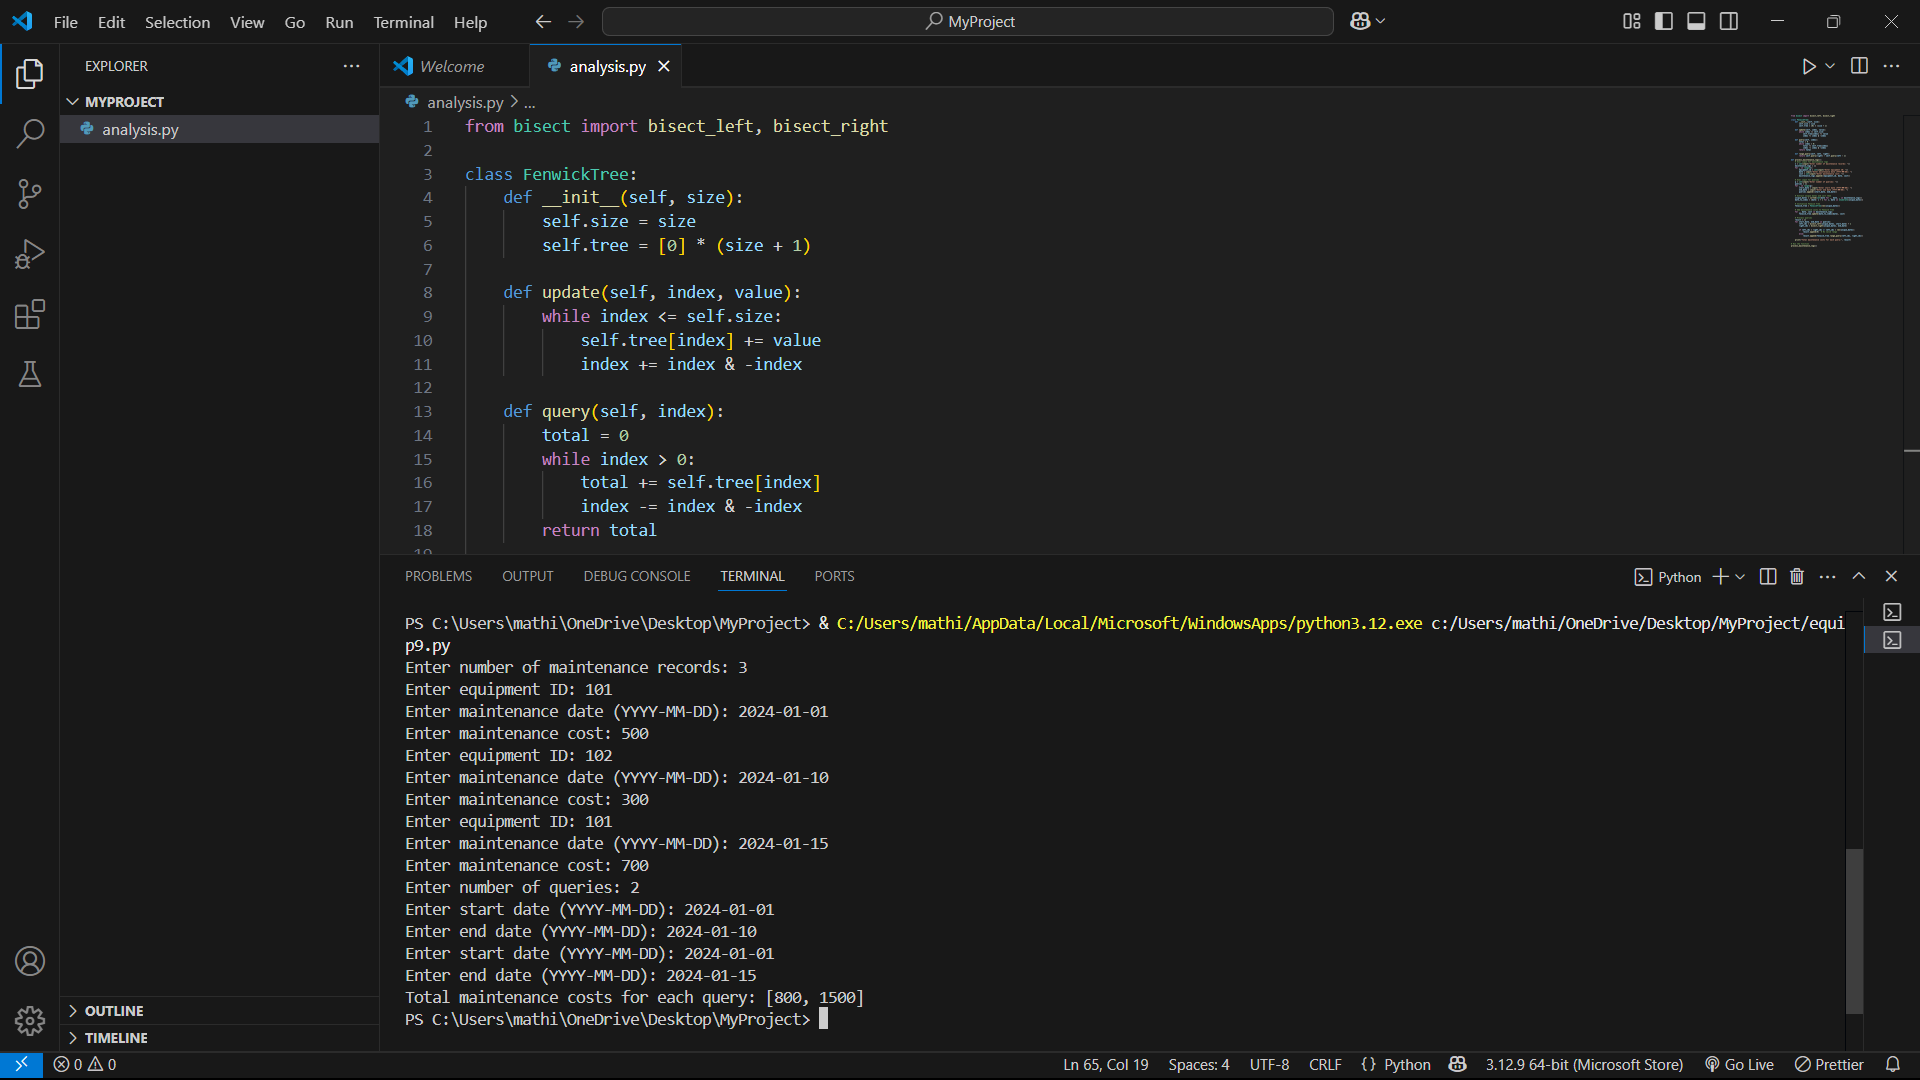 File Edit Selection View Go Run Terminal Help
MyProject
EXPLORER
MYPROJECT
analysis.py
OUTLINE
TIMELINE
Welcome
analysis.py
analysis.py > ...
1 from bisect import bisect_left, bisect_right
2
3 class FenwickTree:
4 def __init__(self, size):
5 self.size = size
6 self.tree = [0] * (size + 1)
7
8 def update(self, index, value):
9 while index <= self.size:
10 self.tree[index] += value
11 index += index & -index
12
13 def query(self, index):
14 total = 0
15 while index > 0:
16 total += self.tree[index]
17 index -= index & -index
18 return total
19
PROBLEMS OUTPUT DEBUG CONSOLE TERMINAL PORTS
Python
PS C:\Users\mathi\OneDrive\Desktop\MyProject> & C:/Users/mathi/AppData/Local/Microsoft/WindowsApps/python3.12.exe c:/Users/mathi/OneDrive/Desktop/MyProject/equi
p9.py
Enter number of maintenance records: 3
Enter equipment ID: 101
Enter maintenance date (YYYY-MM-DD): 2024-01-01
Enter maintenance cost: 500
Enter equipment ID: 102
Enter maintenance date (YYYY-MM-DD): 2024-01-10
Enter maintenance cost: 300
Enter equipment ID: 101
Enter maintenance date (YYYY-MM-DD): 2024-01-15
Enter maintenance cost: 700
Enter number of queries: 2
Enter start date (YYYY-MM-DD): 2024-01-01
Enter end date (YYYY-MM-DD): 2024-01-10
Enter start date (YYYY-MM-DD): 2024-01-01
Enter end date (YYYY-MM-DD): 2024-01-15
Total maintenance costs for each query: [800, 1500]
PS C:\Users\mathi\OneDrive\Desktop\MyProject>
0 0
Ln 65, Col 19 Spaces: 4 UTF-8 CRLF {} Python 3.12.9 64-bit (Microsoft Store) Go Live Prettier